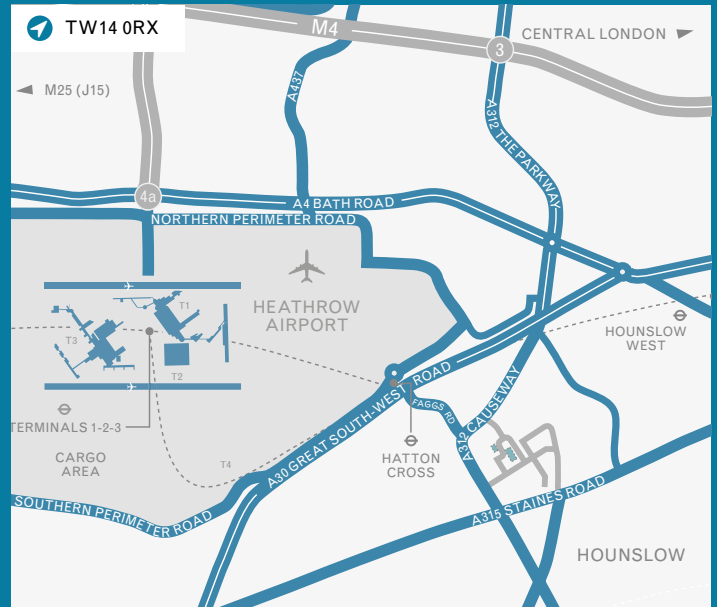 TW14 0RX
M4
3
CENTRAL LONDON
M25 (J15)
A437
A312 THE PARKWAY
4a
A4 BATH ROAD
NORTHERN PERIMETER ROAD
HEATHROW
AIRPORT
T1
T3
T2
HOUNSLOW
WEST
TERMINALS 1-2-3
CARGO
AREA
T4
A30 GREAT SOUTH-WEST ROAD
FAGGS RD
A312 CAUSEWAY
HATTON
CROSS
SOUTHERN PERIMETER ROAD
A315 STAINES ROAD
HOUNSLOW